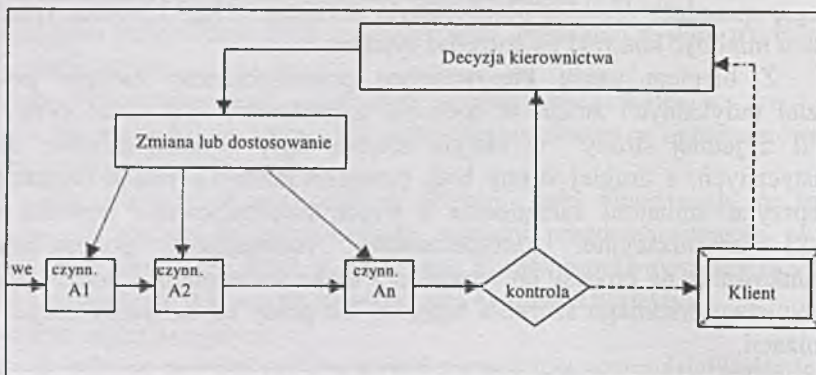 Decyzja kierownictwa
Zmiana lub dostosowanie
we
czynn.
A1
czynn.
A2
czynn.
An
kontrola
Klient